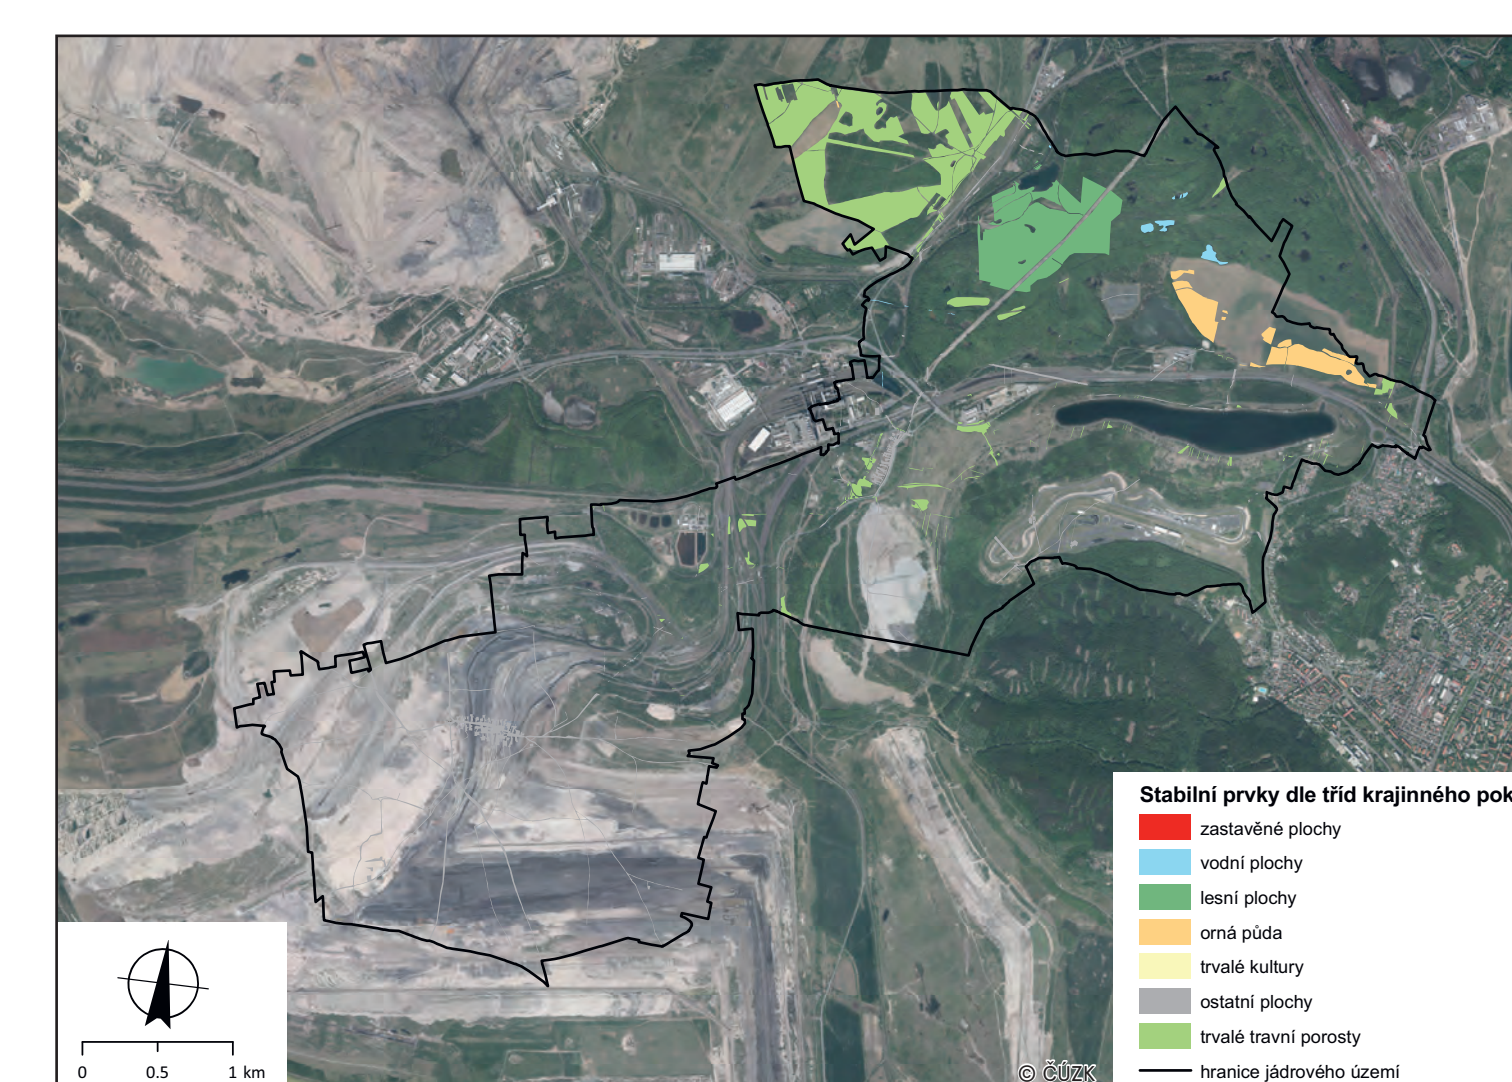 Stabilní prvky dle tříd krajinného pok
zastavěné plochy
vodní plochy
lesní plochy
orná půda
trvalé kultury
ostatní plochy
trvalé travní porosty
hranice jádrového území
0 0.5 1 km
© ČÚZK